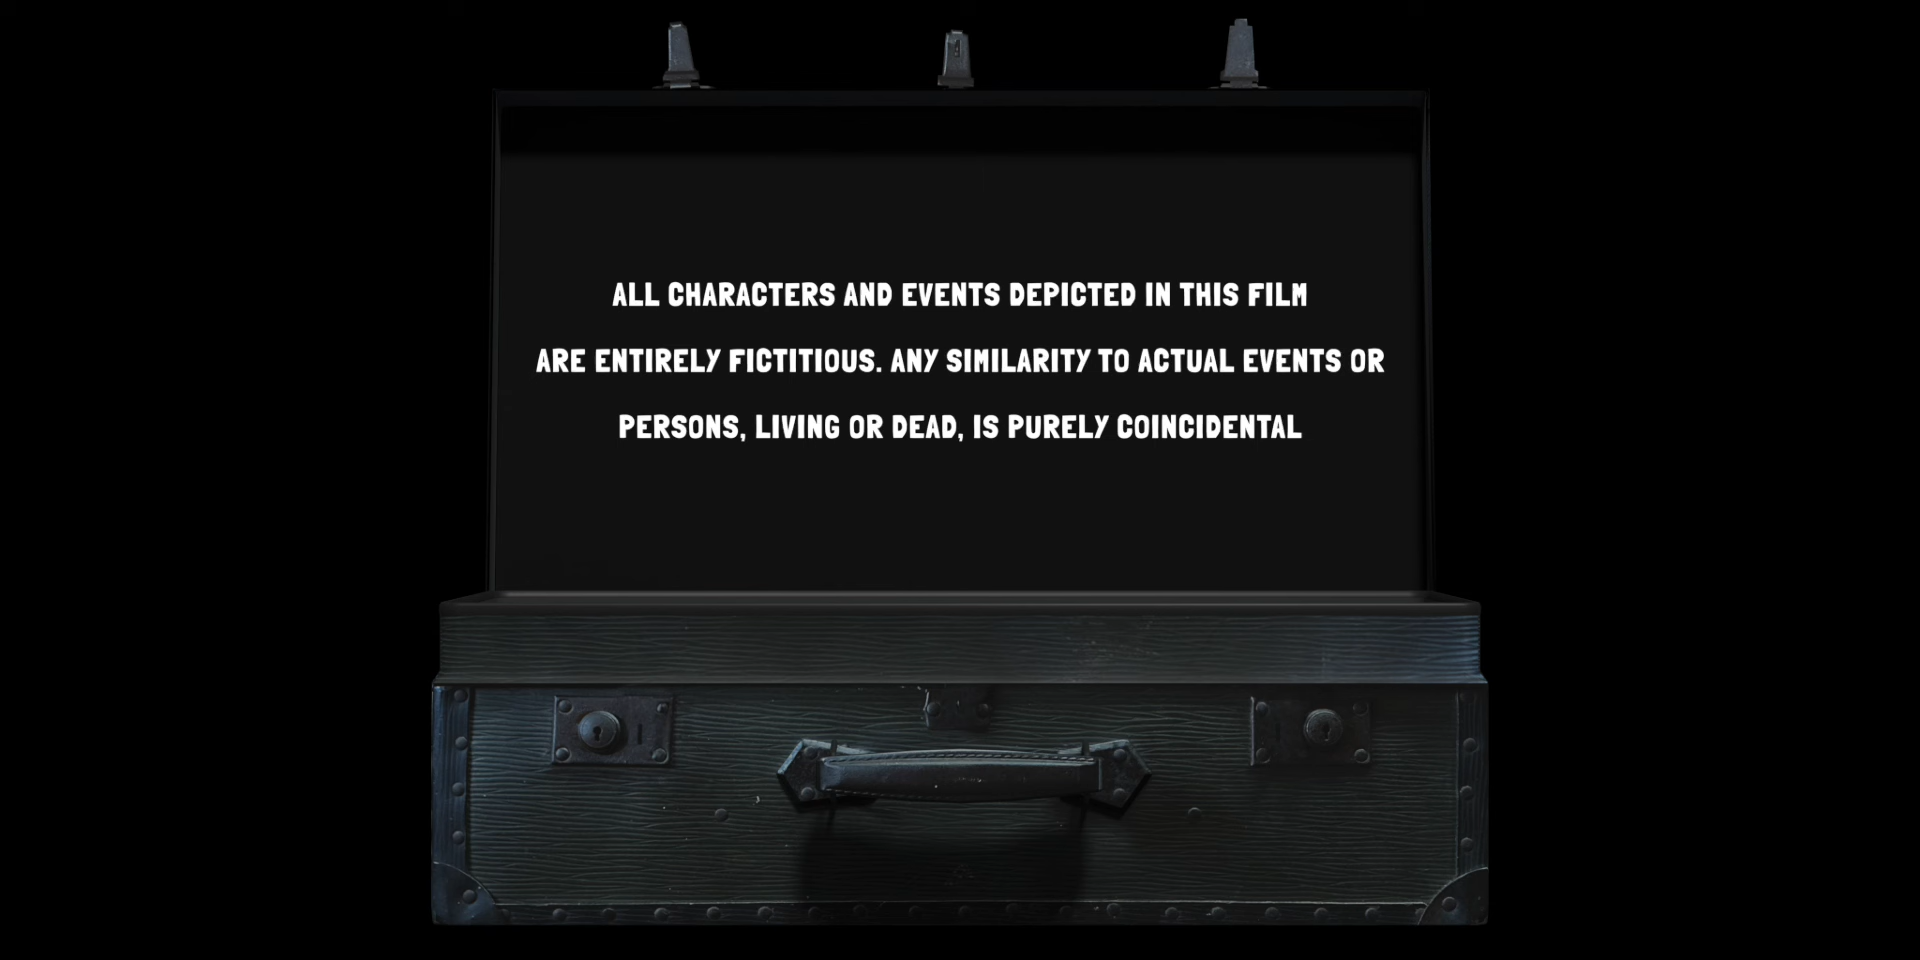 ALL CHARACTERS AND EVENTS DEPICTED IN THIS FILM
ARE ENTIRELY FICTITIOUS. ANY SIMILARITY TO ACTUAL EVENTS OR
PERSONS, LIVING OR DEAD, IS PURELY COINCIDENTAL